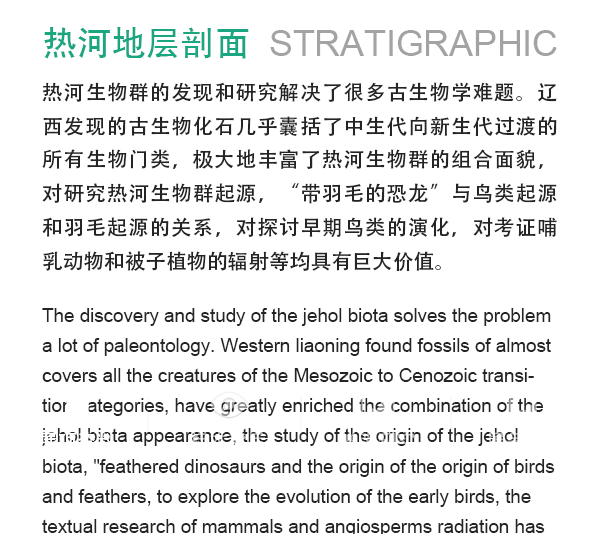 热河地层剖面 STRATIGRAPHIC
热河生物群的发现和研究解决了很多古生物学难题。辽
西发现的古生物化石几乎囊括了中生代向新生代过渡的
所有生物门类，极大地丰富了热河生物群的组合面貌，
对研究热河生物群起源，“带羽毛的恐龙”与鸟类起源
和羽毛起源的关系，对探讨早期鸟类的演化，对考证哺
乳动物和被子植物的辐射等均具有巨大价值。
The discovery and study of the jehol biota solves the problem
a lot of paleontology. Western liaoning found fossils of almost
covers all the creatures of the Mesozoic to Cenozoic transi-
tion ategories, have greatly enriched the combination of the
jehol biota appearance, the study of the origin of the jehol
biota, "feathered dinosaurs and the origin of the origin of birds
and feathers, to explore the evolution of the early birds, the
textual research of mammals and angiosperms radiation has